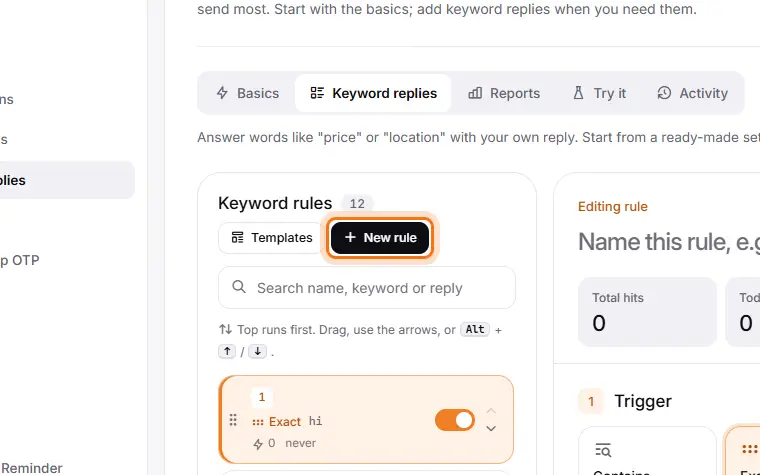 send most. Start with the basics; add keyword replies when you need them.
Basics
Keyword replies
Reports
Try it
Activity
Answer words like "price" or "location" with your own reply. Start from a ready-made
plies
p OTP
Reminder
Keyword rules 12
Templates
+ New rule
Search name, keyword or reply
Top runs first. Drag, use the arrows, or Alt +
↑ / ↓ .
1
Exact hi
0 never
Editing rule
Name this rule, e.g
Total hits
0
Tod
0
1 Trigger
Contains